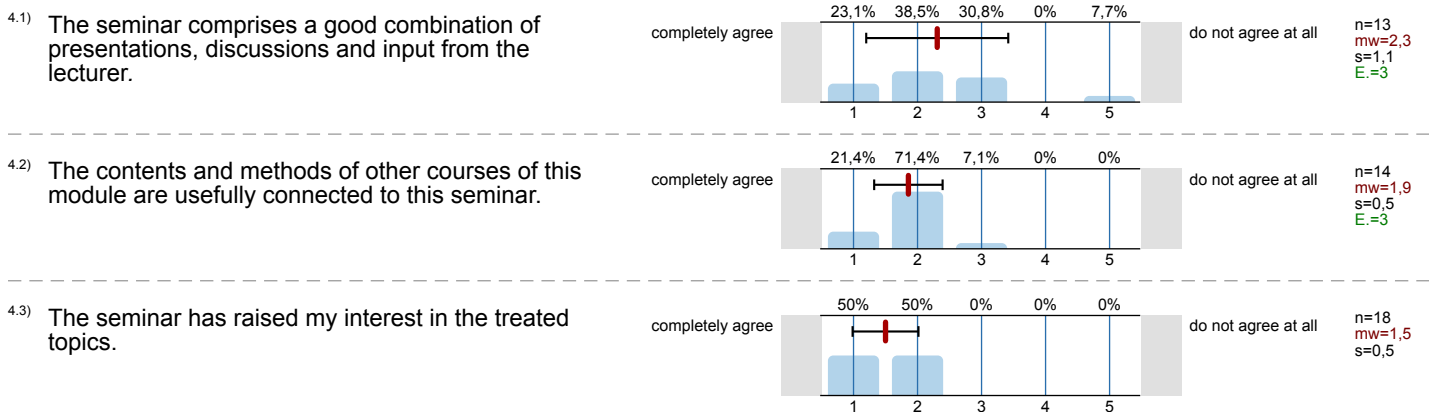 4.1) The seminar comprises a good combination of
presentations, discussions and input from the
lecturer.
23,1% 38,5% 30,8% 0% 7,7%
completely agree
do not agree at all
1 2 3 4 5
n=13
mw=2,3
s=1,1
E.=3
4.2) The contents and methods of other courses of this
module are usefully connected to this seminar.
21,4% 71,4% 7,1% 0% 0%
completely agree
do not agree at all
1 2 3 4 5
n=14
mw=1,9
s=0,5
E.=3
4.3) The seminar has raised my interest in the treated
topics.
50% 50% 0% 0% 0%
completely agree
do not agree at all
1 2 3 4 5
n=18
mw=1,5
s=0,5